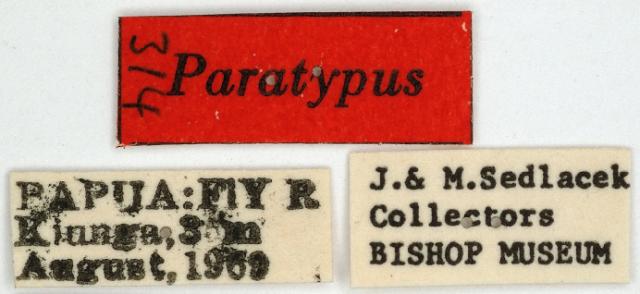 314
Paratypus
PAPUA: FLY R
Kiunga, 35m
August, 1969
J.& M.Sedlacek
Collectors
BISHOP MUSEUM